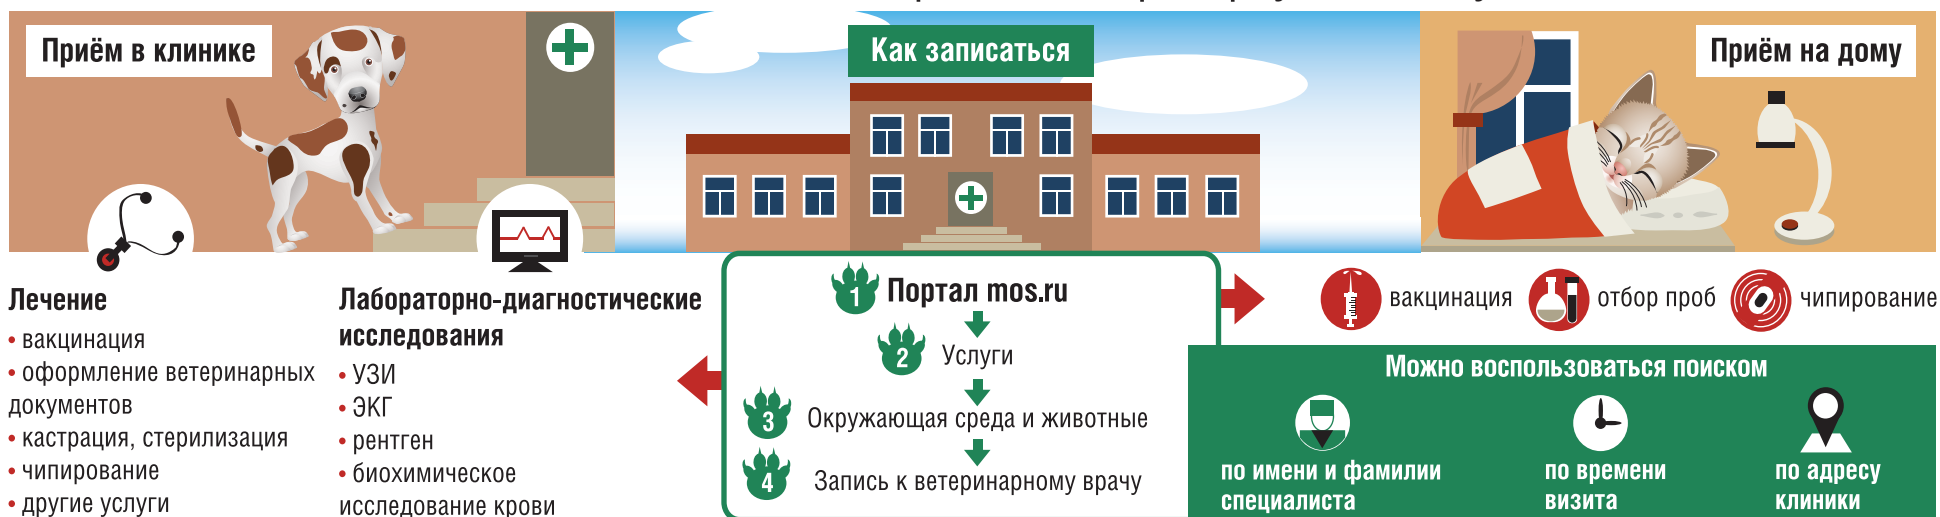 Приём в клинике
Как записаться
Приём на дому
Лечение
• вакцинация
• оформление ветеринарных
документов
• кастрация, стерилизация
• чипирование
• другие услуги
Лабораторно-диагностические
исследования
• УЗИ
• ЭКГ
• рентген
• биохимическое
исследование крови
1 Портал mos.ru
2 Услуги
3 Окружающая среда и животные
4 Запись к ветеринарному врачу
вакцинация
отбор проб
чипирование
Можно воспользоваться поиском
по имени и фамилии
специалиста
по времени
визита
по адресу
клиники